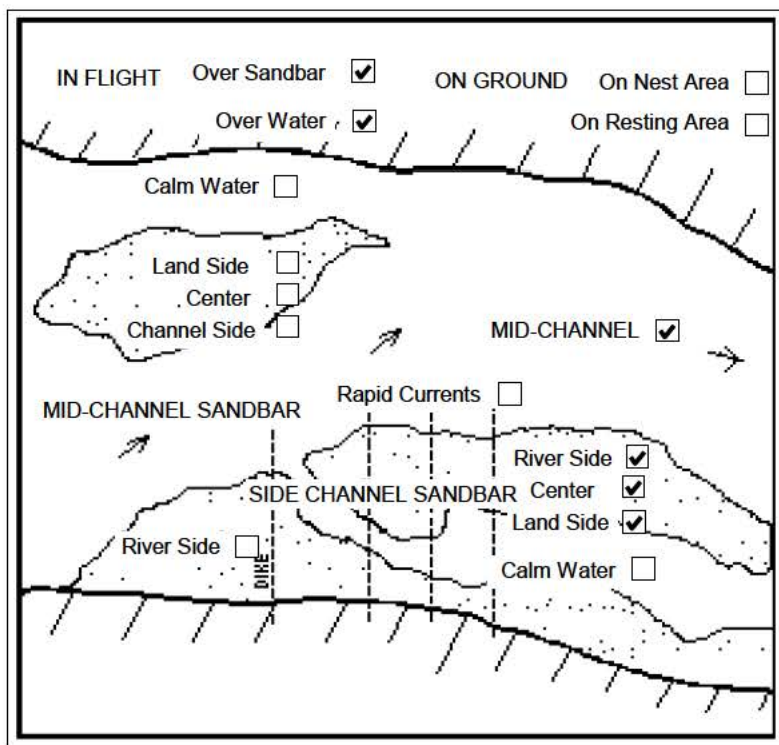 IN FLIGHT Over Sandbar ON GROUND On Nest Area
Over Water On Resting Area
Calm Water
Land Side
Center
Channel Side
MID-CHANNEL
Rapid Currents
MID-CHANNEL SANDBAR
River Side
SIDE CHANNEL SANDBAR Center
Land Side
River Side
DIKE
Calm Water